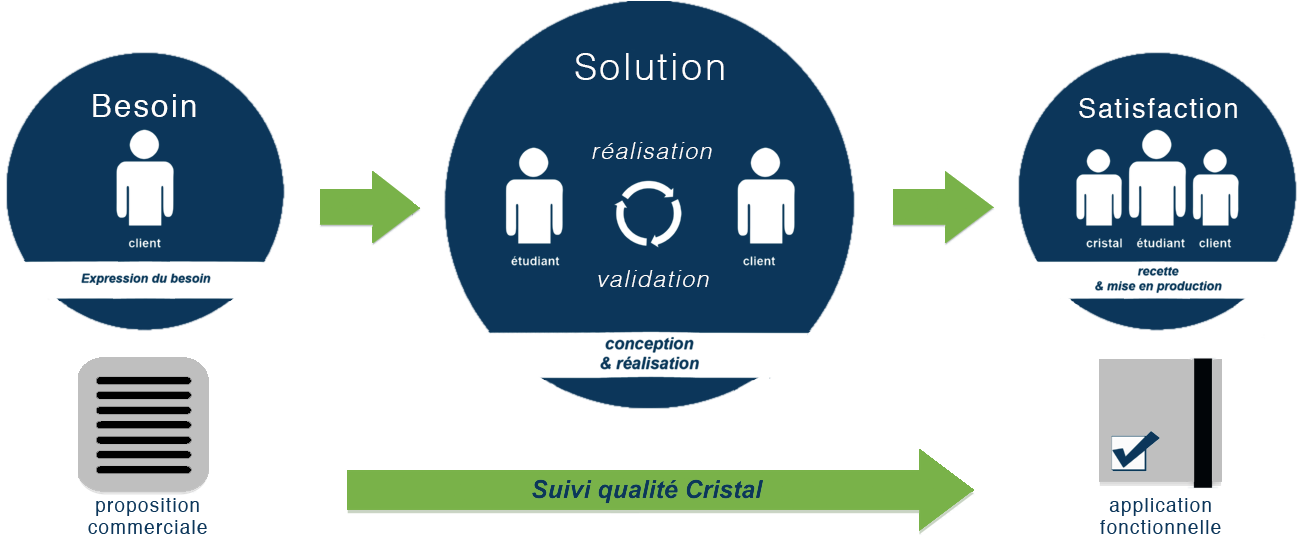 Besoin
client
Expression du besoin
proposition
commerciale
Solution
réalisation
étudiant
client
validation
conception
& réalisation
Suivi qualité Cristal
Satisfaction
cristal étudiant client
recette
& mise en production
application
fonctionnelle